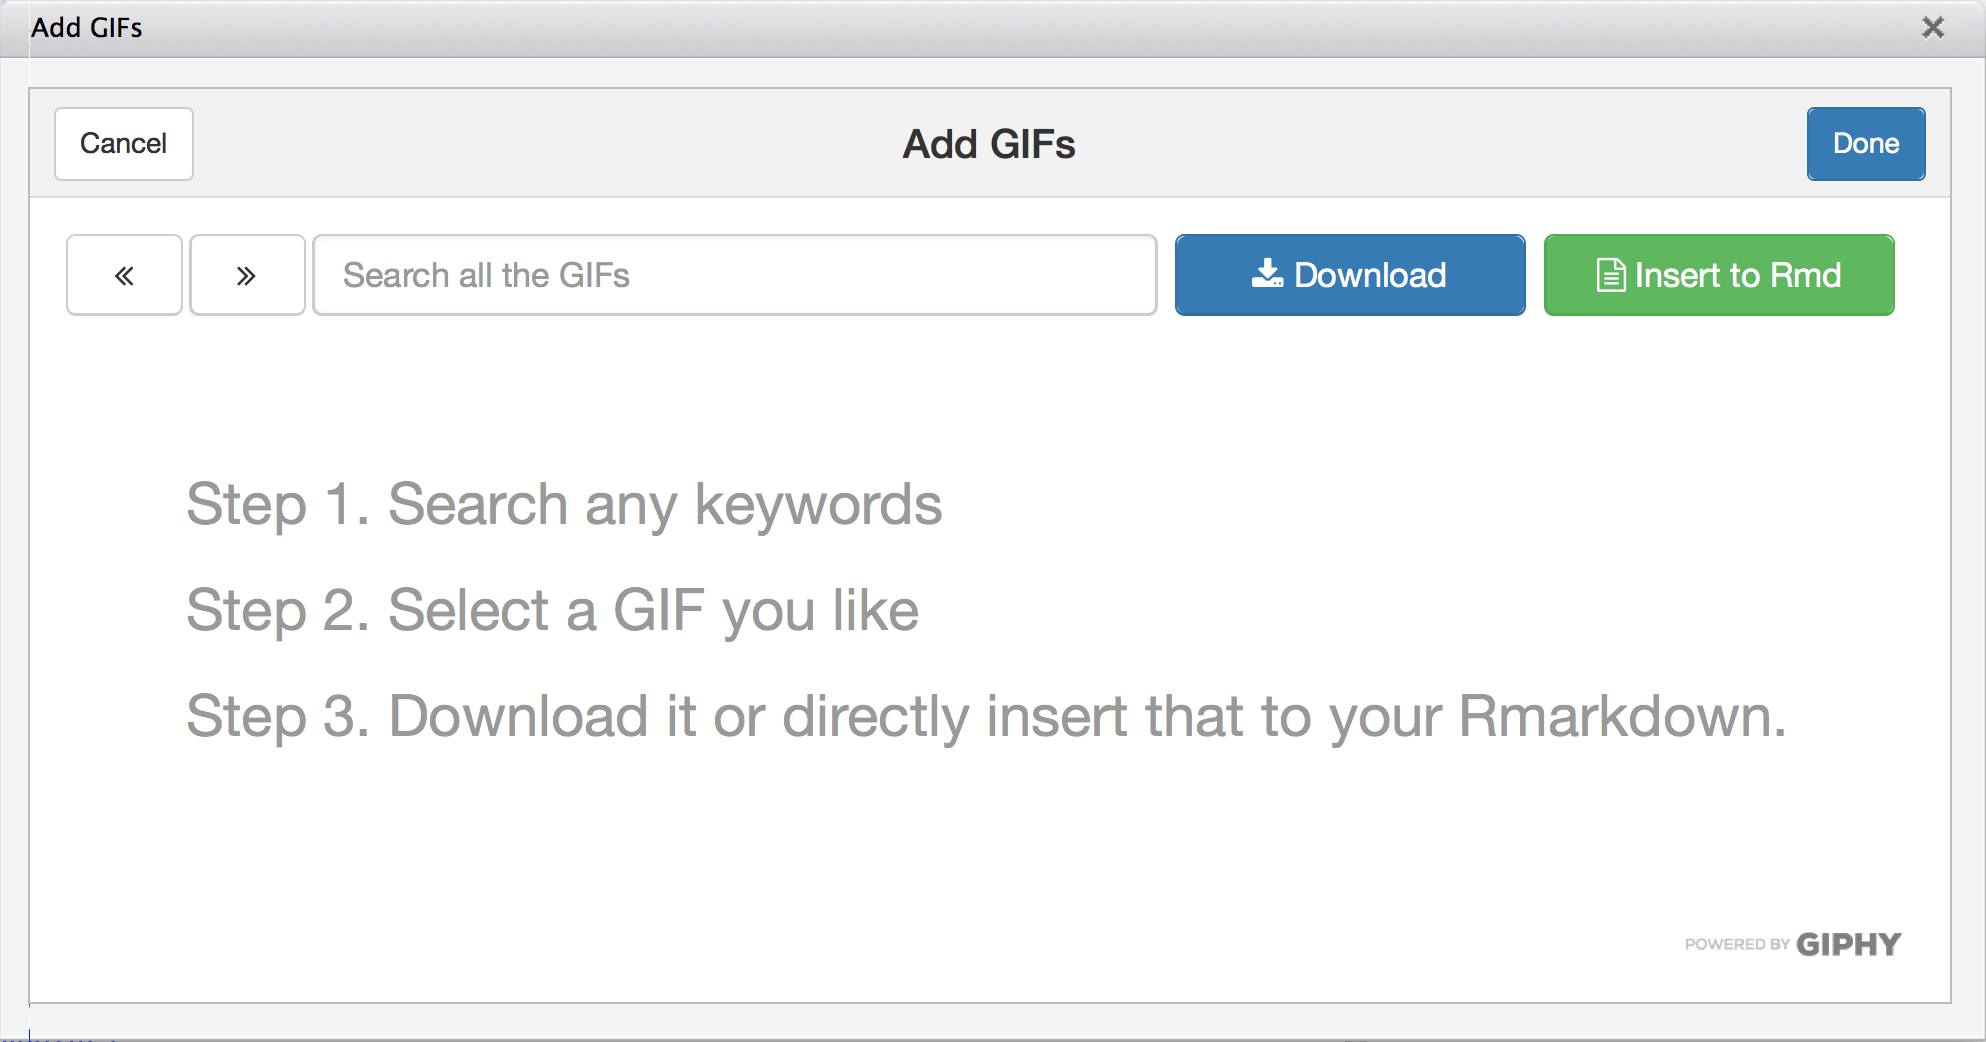 Add GIFs
Cancel
Add GIFs
Done
«
»
Search all the GIFs
Download
Insert to Rmd
Step 1. Search any keywords
Step 2. Select a GIF you like
Step 3. Download it or directly insert that to your Rmarkdown.
POWERED BY GIPHY